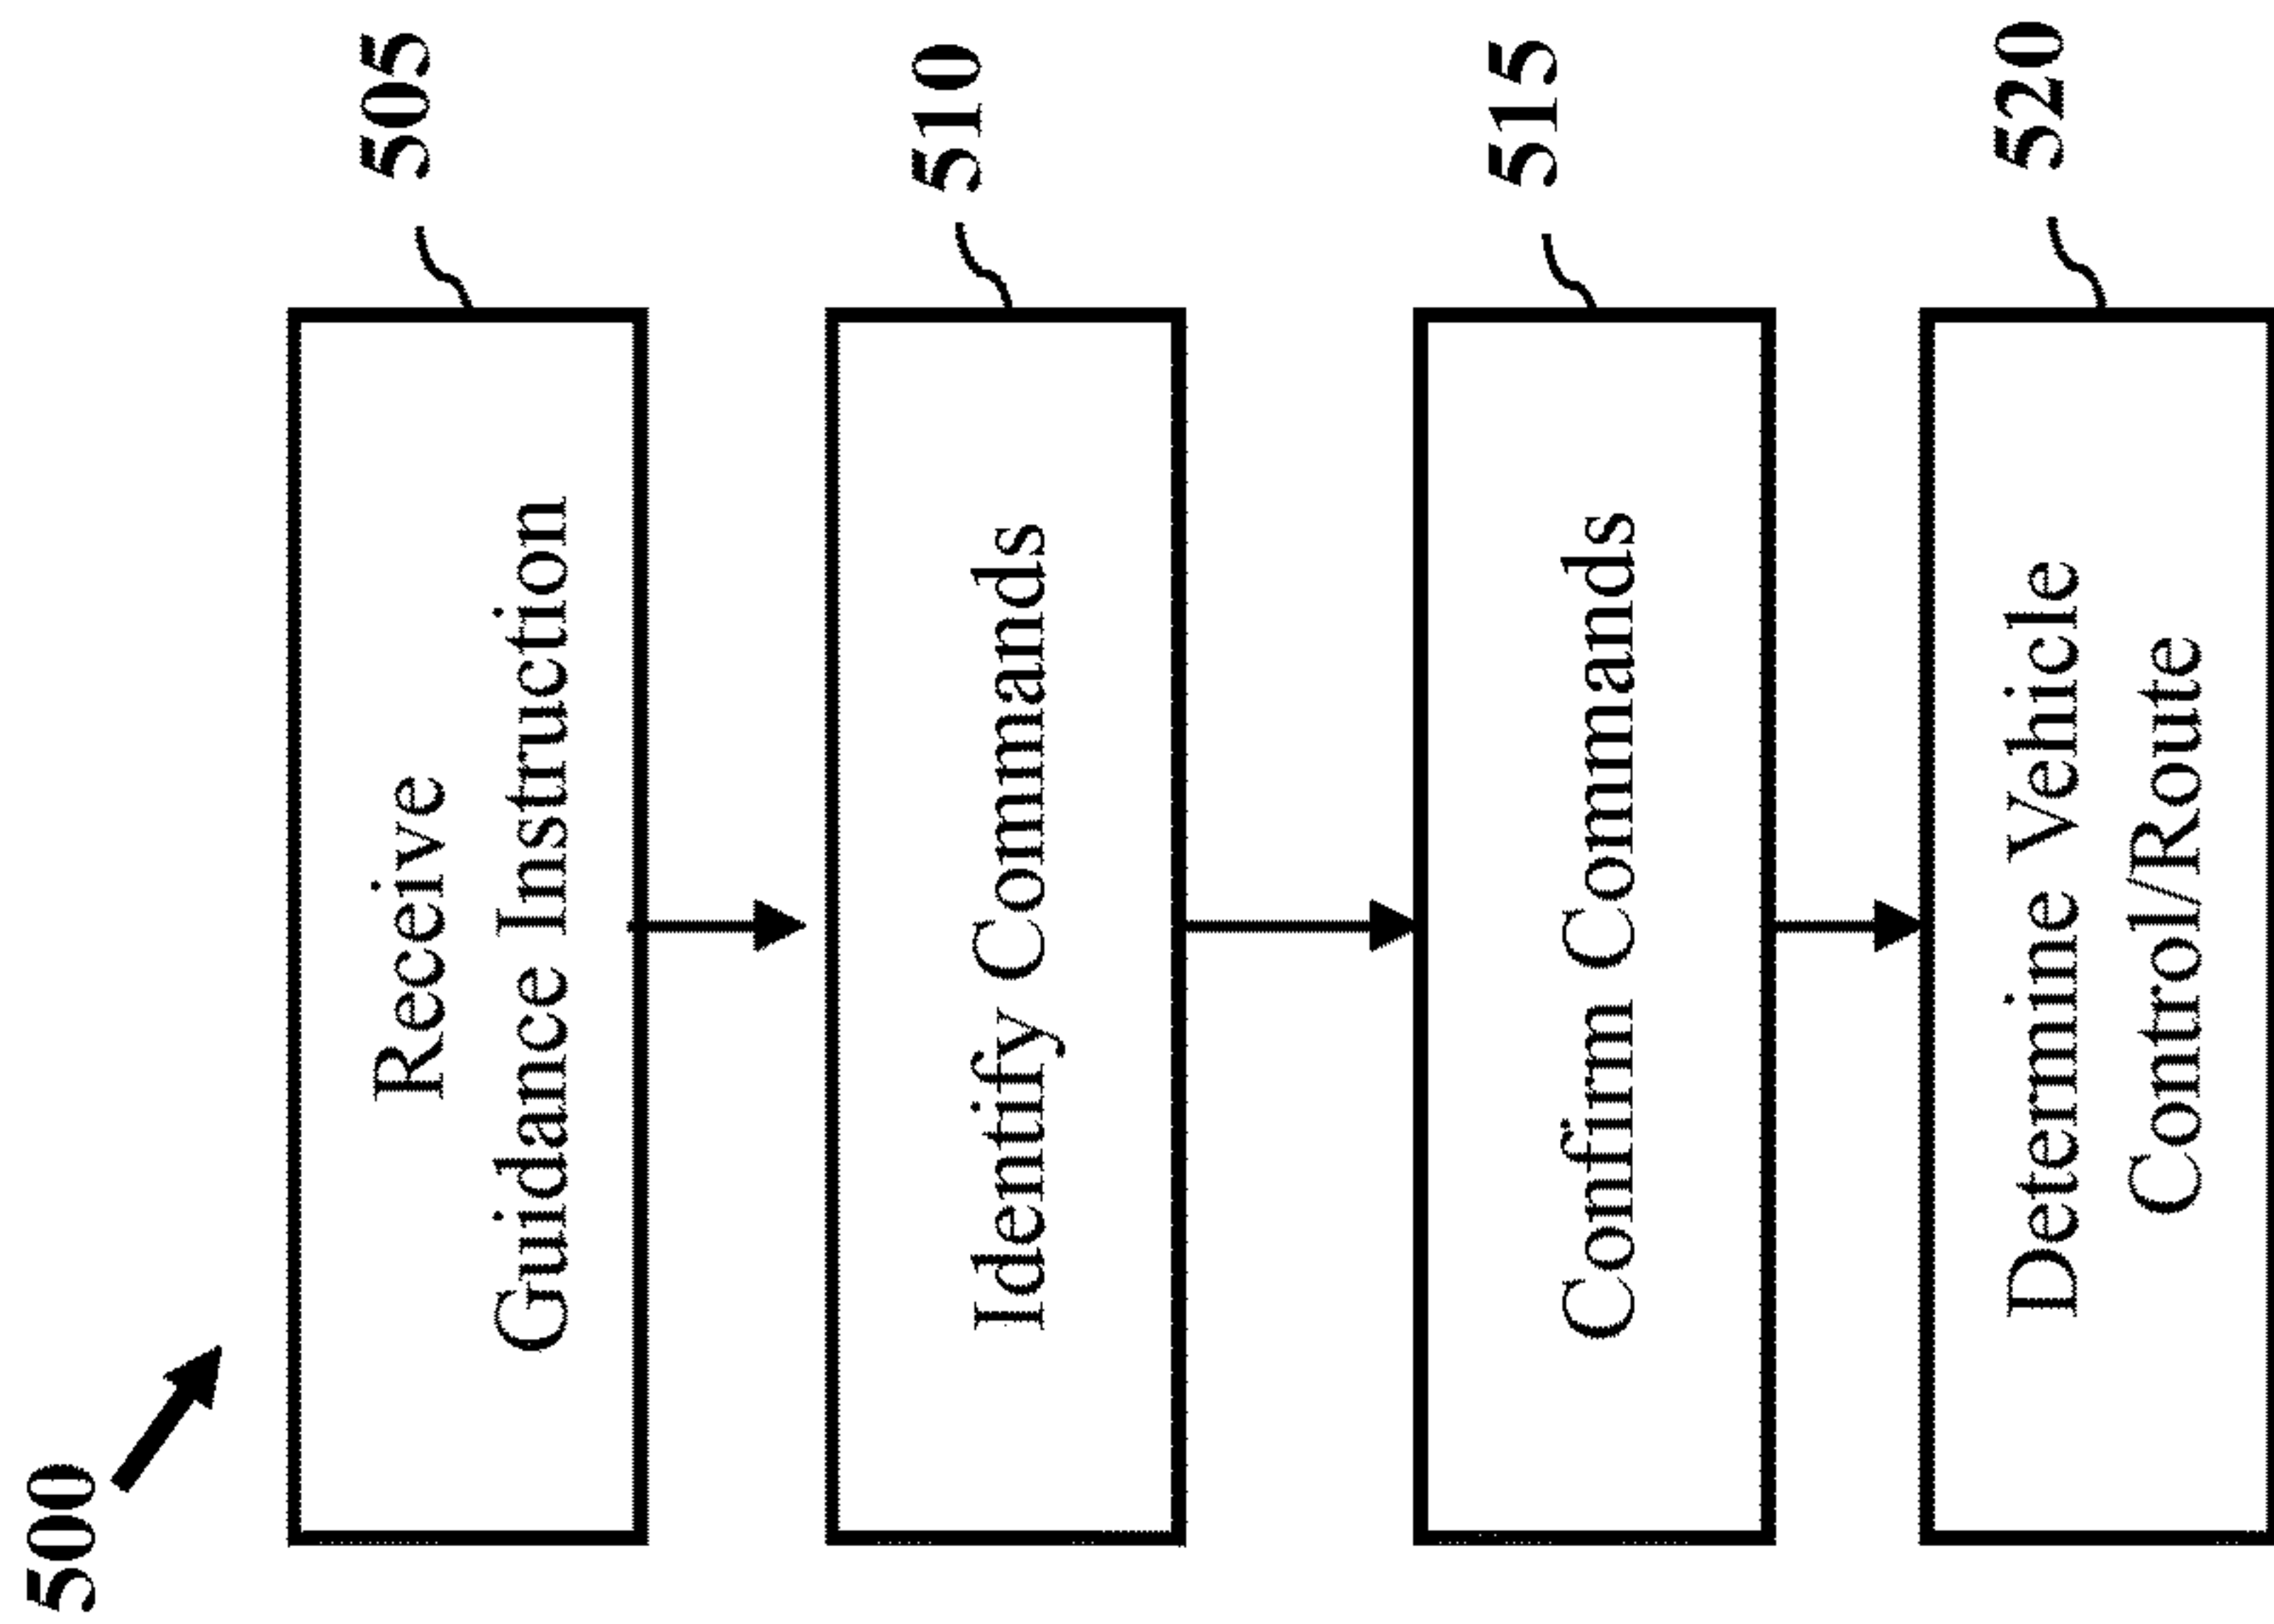 500
Receive
Guidance Instruction
505
Identify Commands
510
Confirm Commands
515
Determine Vehicle
Control/Route
520